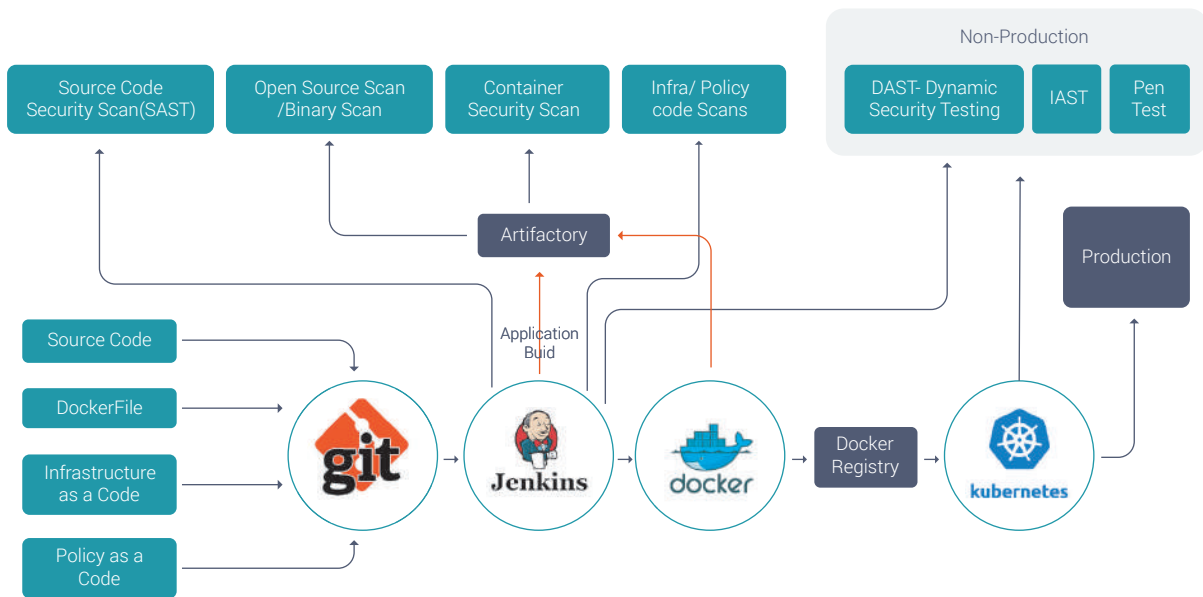 Non-Production
Source Code
Security Scan(SAST)
Open Source Scan
/Binary Scan
Container
Security Scan
Infra/ Policy
code Scans
DAST- Dynamic
Security Testing
IAST
Pen
Test
Artifactory
Production
Application
Buid
Source Code
DockerFile
Infrastructure
as a Code
Policy as a
Code
git
Jenkins
docker
Docker
Registry
kubernetes